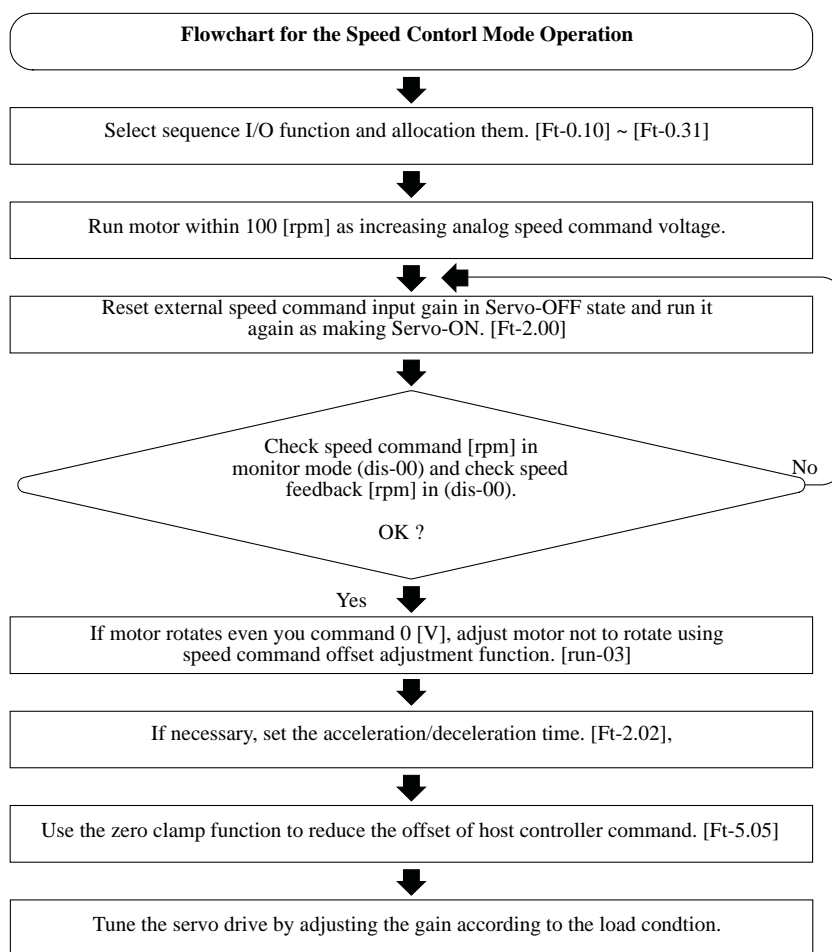 Flowchart for the Speed Contorl Mode Operation
Select sequence I/O function and allocation them. [Ft-0.10] ~ [Ft-0.31]
Run motor within 100 [rpm] as increasing analog speed command voltage.
Reset external speed command input gain in Servo-OFF state and run it
again as making Servo-ON. [Ft-2.00]
Check speed command [rpm] in
monitor mode (dis-00) and check speed
feedback [rpm] in (dis-00).
No
OK ?
Yes
If motor rotates even you command 0 [V], adjust motor not to rotate using
speed command offset adjustment function. [run-03]
If necessary, set the acceleration/deceleration time. [Ft-2.02],
Use the zero clamp function to reduce the offset of host controller command. [Ft-5.05]
Tune the servo drive by adjusting the gain according to the load condtion.